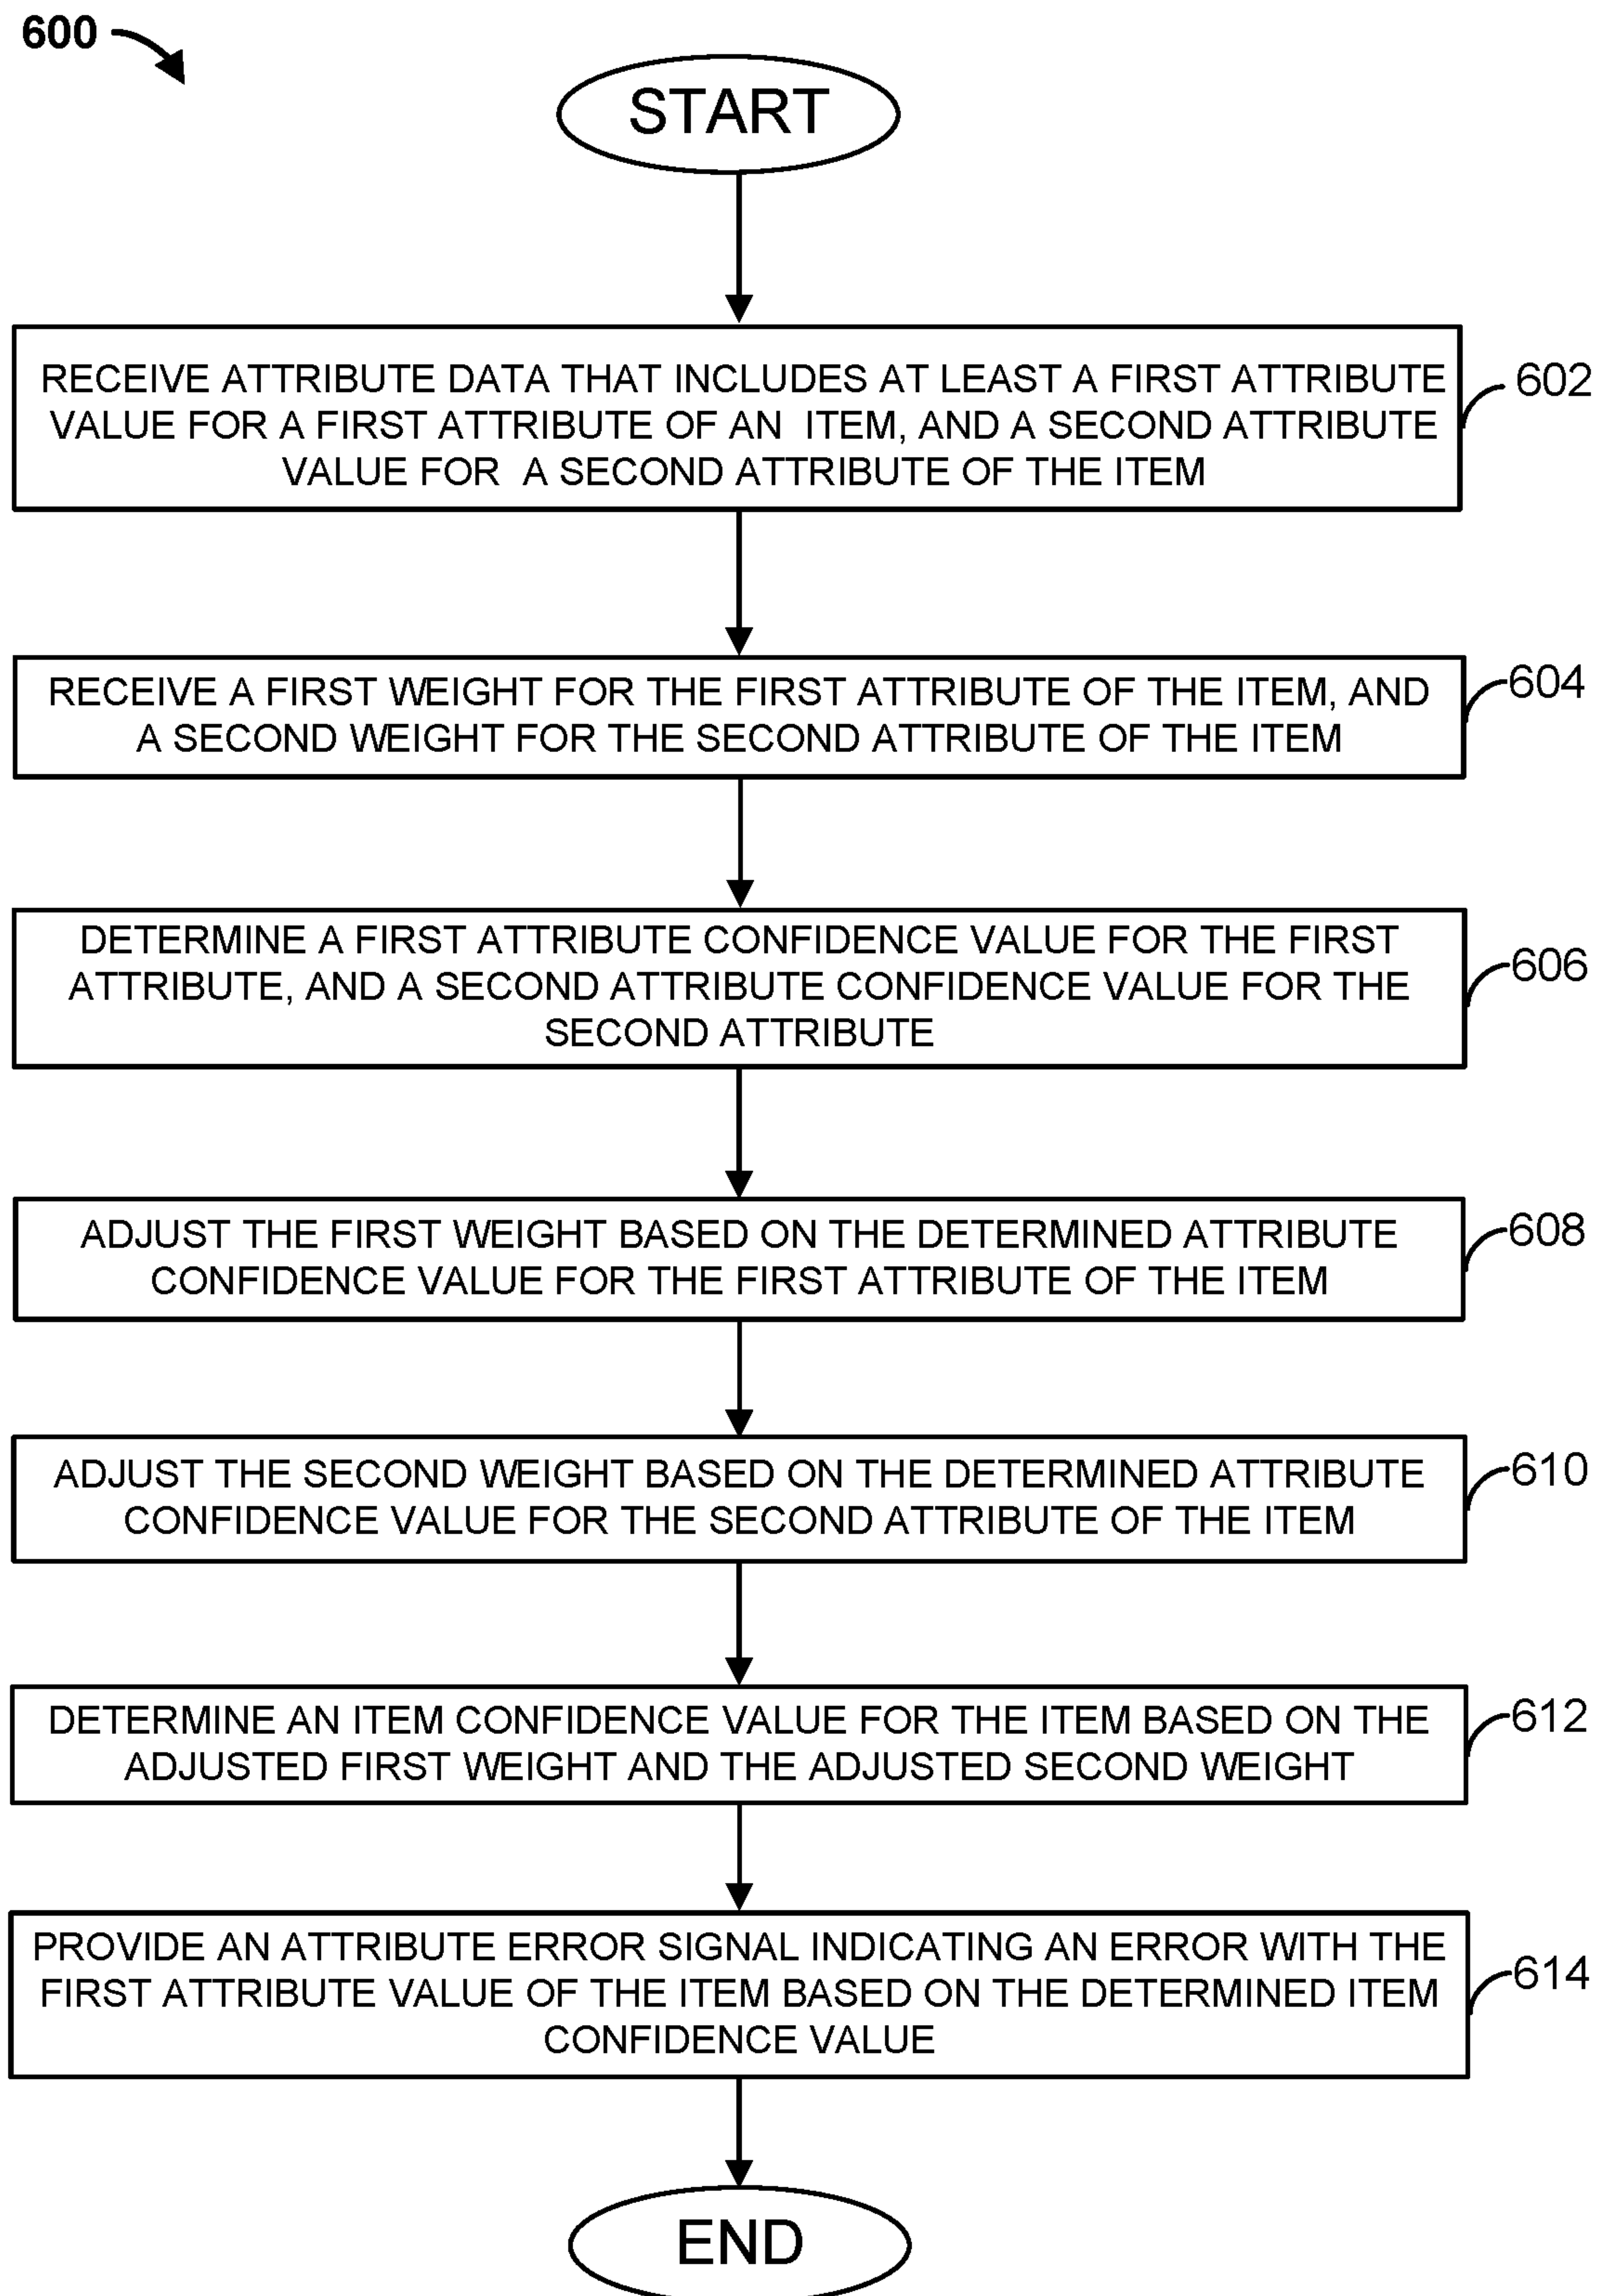 600
START
RECEIVE ATTRIBUTE DATA THAT INCLUDES AT LEAST A FIRST ATTRIBUTE
VALUE FOR A FIRST ATTRIBUTE OF AN ITEM, AND A SECOND ATTRIBUTE
VALUE FOR A SECOND ATTRIBUTE OF THE ITEM
602
RECEIVE A FIRST WEIGHT FOR THE FIRST ATTRIBUTE OF THE ITEM, AND
A SECOND WEIGHT FOR THE SECOND ATTRIBUTE OF THE ITEM
604
DETERMINE A FIRST ATTRIBUTE CONFIDENCE VALUE FOR THE FIRST
ATTRIBUTE, AND A SECOND ATTRIBUTE CONFIDENCE VALUE FOR THE
SECOND ATTRIBUTE
606
ADJUST THE FIRST WEIGHT BASED ON THE DETERMINED ATTRIBUTE
CONFIDENCE VALUE FOR THE FIRST ATTRIBUTE OF THE ITEM
608
ADJUST THE SECOND WEIGHT BASED ON THE DETERMINED ATTRIBUTE
CONFIDENCE VALUE FOR THE SECOND ATTRIBUTE OF THE ITEM
610
DETERMINE AN ITEM CONFIDENCE VALUE FOR THE ITEM BASED ON THE
ADJUSTED FIRST WEIGHT AND THE ADJUSTED SECOND WEIGHT
612
PROVIDE AN ATTRIBUTE ERROR SIGNAL INDICATING AN ERROR WITH THE
FIRST ATTRIBUTE VALUE OF THE ITEM BASED ON THE DETERMINED ITEM
CONFIDENCE VALUE
614
END